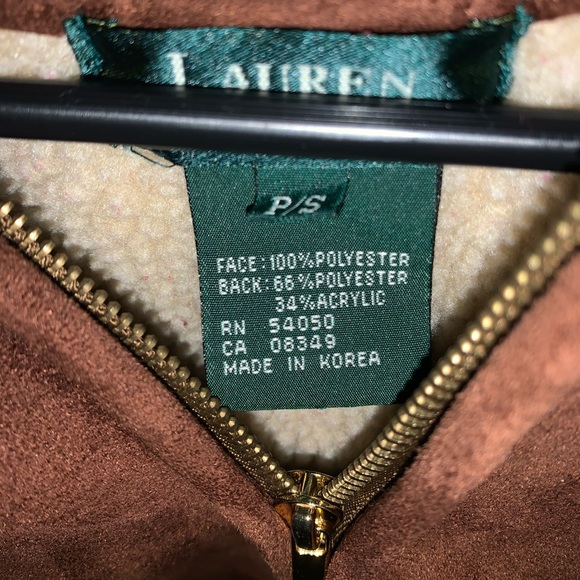 LAUREN
P/S
FACE:100%POLYESTER
BACK:66%POLYESTER
34%ACRYLIC
RN 54050
CA 08349
MADE IN KOREA